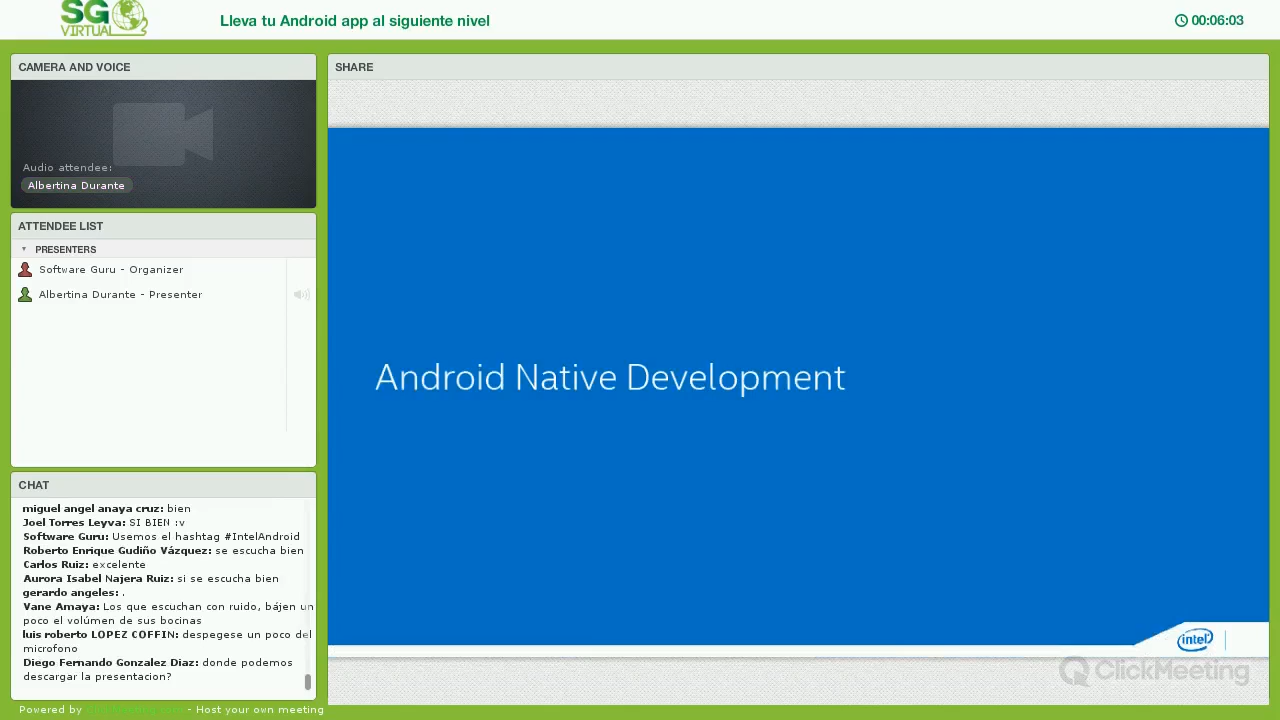 SG
VIRTUAL
Lleva tu Android app al siguiente nivel
00:06:03
CAMERA AND VOICE
Audio attendee:
Albertina Durante
ATTENDEE LIST
PRESENTERS
Software Guru - Organizer
Albertina Durante - Presenter
CHAT
miguel angel anaya cruz: bien
Joel Torres Leyva: SI BIEN :v
Software Guru: Usemos el hashtag #IntelAndroid
Roberto Enrique Gudiño Vázquez: se escucha bien
Carlos Ruiz: excelente
Aurora Isabel Najera Ruiz: si se escucha bien
gerardo angeles: .
Vane Amaya: Los que escuchan con ruido, bájen un
poco el volúmen de sus bocinas
luis roberto LOPEZ COFFIN: despegese un poco del
microfono
Diego Fernando Gonzalez Diaz: donde podemos
descargar la presentacion?
Powered by ClickMeeting.com - Host your own meeting
SHARE
Android Native Development
intel
ClickMeeting